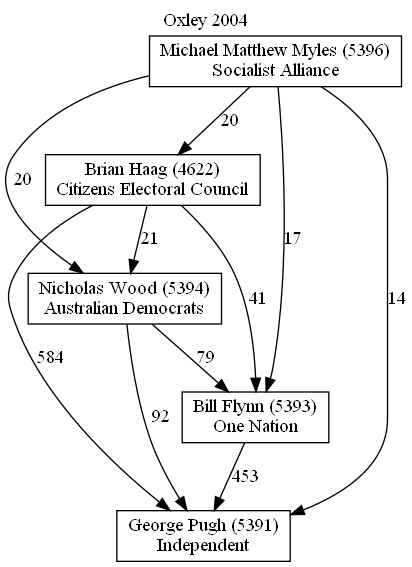 Oxley 2004
Michael Matthew Myles (5396)
Socialist Alliance
20
Brian Haag (4622)
Citizens Electoral Council
20
21
41
17
14
Nicholas Wood (5394)
Australian Democrats
584
79
92
Bill Flynn (5393)
One Nation
453
George Pugh (5391)
Independent